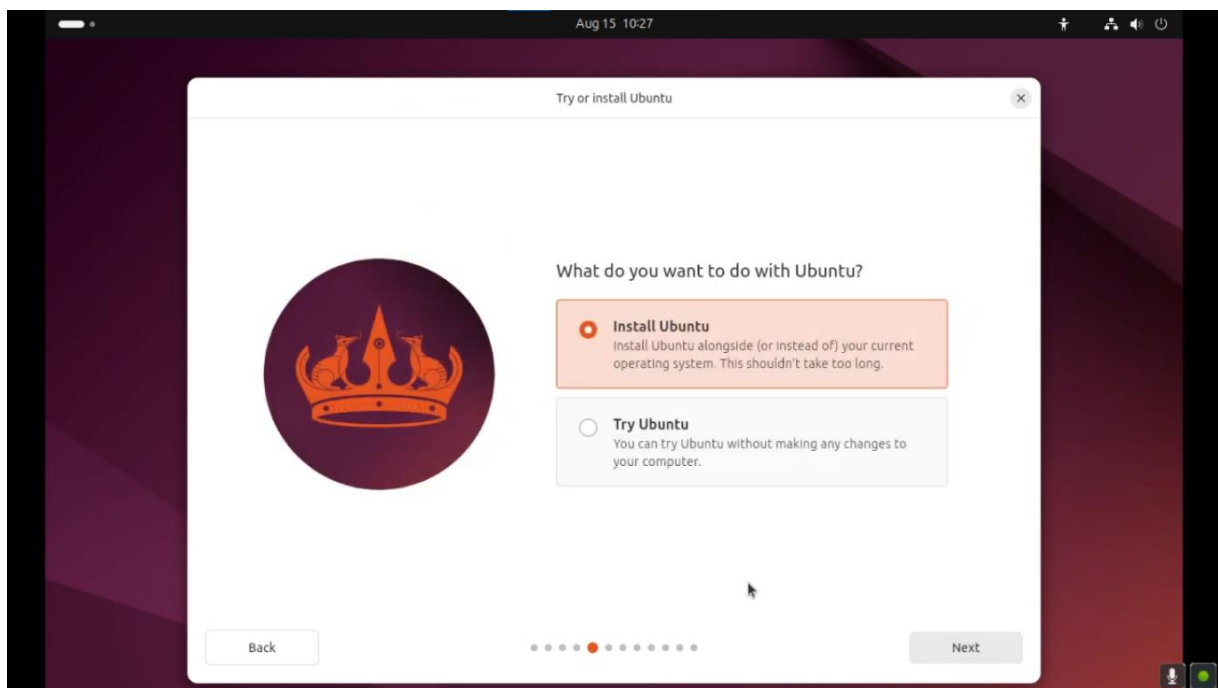 Aug 15 10:27
Try or install Ubuntu
What do you want to do with Ubuntu?
Install Ubuntu
Install Ubuntu alongside (or instead of) your current
operating system. This shouldn't take too long.
Try Ubuntu
You can try Ubuntu without making any changes to
your computer.
Back
Next